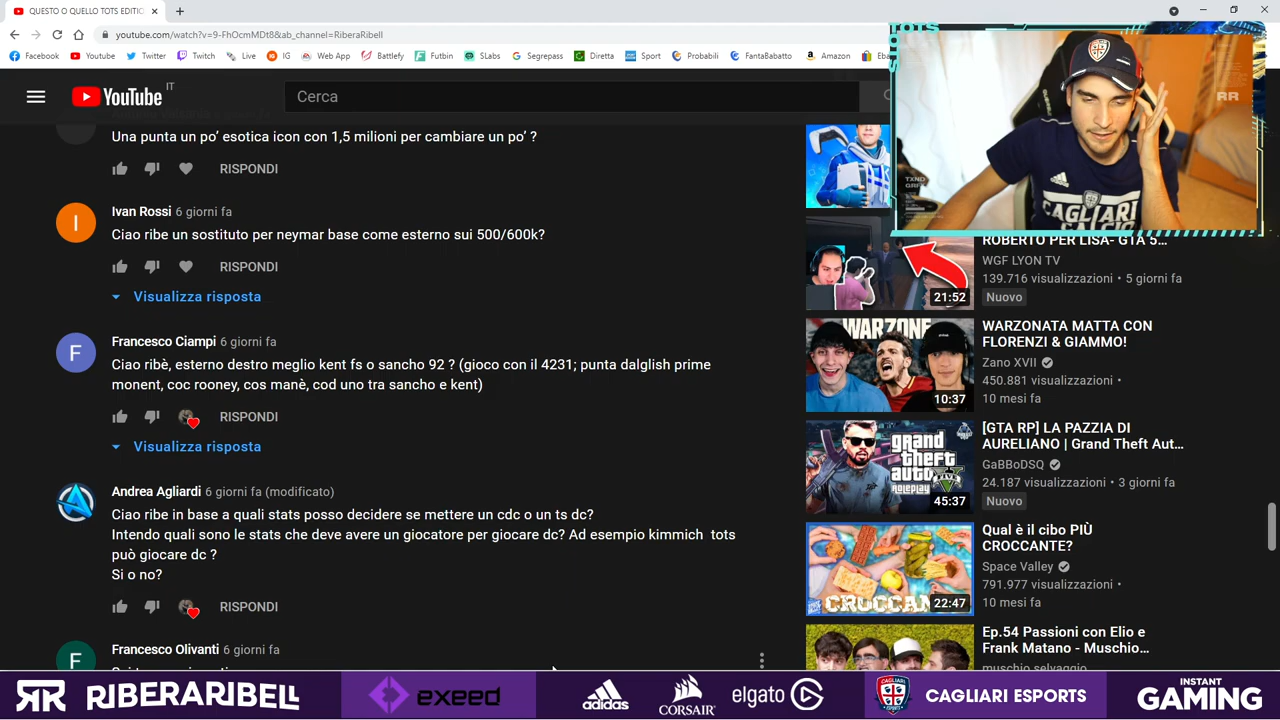 QUESTO O QUELLO TOTS EDITIC
youtube.com/watch?v=9-FhOcmMDt8&ab_channel=RiberaRibell
Facebook Youtube Twitter Twitch Live IG Web App Battlefy Futbin SLabs Segrepass Diretta Sport Probabili FantaBabatto Amazon
YouTube IT
Cerca
Una punta un po' esotica icon con 1,5 milioni per cambiare un po' ?
RISPONDI
Ivan Rossi 6 giorni fa
Ciao ribe un sostituto per neymar base come esterno sui 500/600k?
RISPONDI
Visualizza risposta
Francesco Ciampi 6 giorni fa
Ciao ribè, esterno destro meglio kent fs o sancho 92 ? (gioco con il 4231; punta dalglish prime
monent, coc rooney, cos manè, cod uno tra sancho e kent)
RISPONDI
Visualizza risposta
Andrea Agliardi 6 giorni fa (modificato)
Ciao ribe in base a quali stats posso decidere se mettere un cdc o un ts dc?
Intendo quali sono le stats che deve avere un giocatore per giocare dc? Ad esempio kimmich tots
può giocare dc ?
Si o no?
RISPONDI
Francesco Olivanti 6 giorni fa
TOTS
RR
TXND
CAGLIARI
CALCIO
ROBERTO PER LISA- GTA 5...
WGF LYON TV
139.716 visualizzazioni • 5 giorni fa
Nuovo
21:52
WARZONE
10:37
WARZONATA MATTA CON
FLORENZI & GIAMMO!
Zano XVII
450.881 visualizzazioni •
10 mesi fa
grand
theft
auto
ROLEPLAY
45:37
[GTA RP] LA PAZZIA DI
AURELIANO | Grand Theft Aut...
GaBBoDSQ
24.187 visualizzazioni • 3 giorni fa
Nuovo
CROCCAN
22:47
Qual è il cibo PIÙ
CROCCANTE?
Space Valley
791.977 visualizzazioni •
10 mesi fa
Ep.54 Passioni con Elio e
Frank Matano - Muschio...
muschio selvaggio
RR RIBERARIBELL exeed adidas CORSAIR elgato CAGLIARI ESPORTS INSTANT GAMING